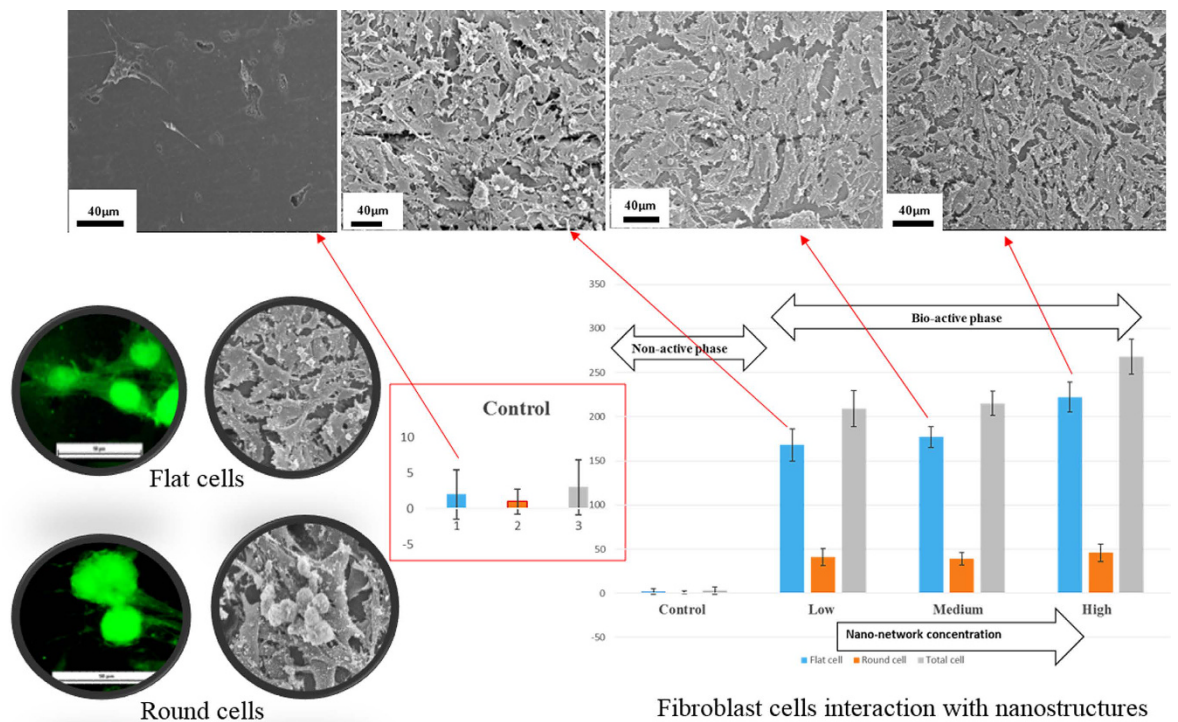 40μm
40μm
40μm
40μm
Flat cells
Round cells
Control
10
5
0
-5
1
2
3
350
300
250
200
150
100
50
0
-50
Non-active phase
Bio-active phase
Control
Low
Medium
High
Nano-network concentration
Flat cell
Round cell
Total cell
Fibroblast cells interaction with nanostructures